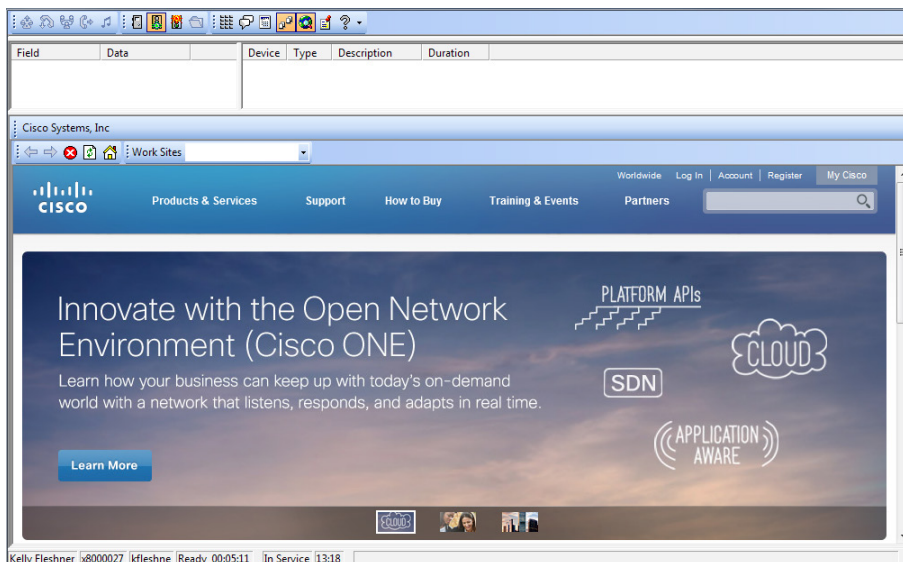 Field Data Device Type Description Duration
Cisco Systems, Inc
Work Sites
Worldwide Log In | Account | Register My Cisco
CISCO Products & Services Support How to Buy Training & Events Partners
Innovate with the Open Network
Environment (Cisco ONE)
Learn how your business can keep up with today's on-demand
world with a network that listens, responds, and adapts in real time.
Learn More
PLATFORM APIs
CLOUD
SDN
APPLICATION
AWARE
CLOUD
Kelly Fleshner x8000027 kfleshne Ready 00:05:11 In Service 13:18